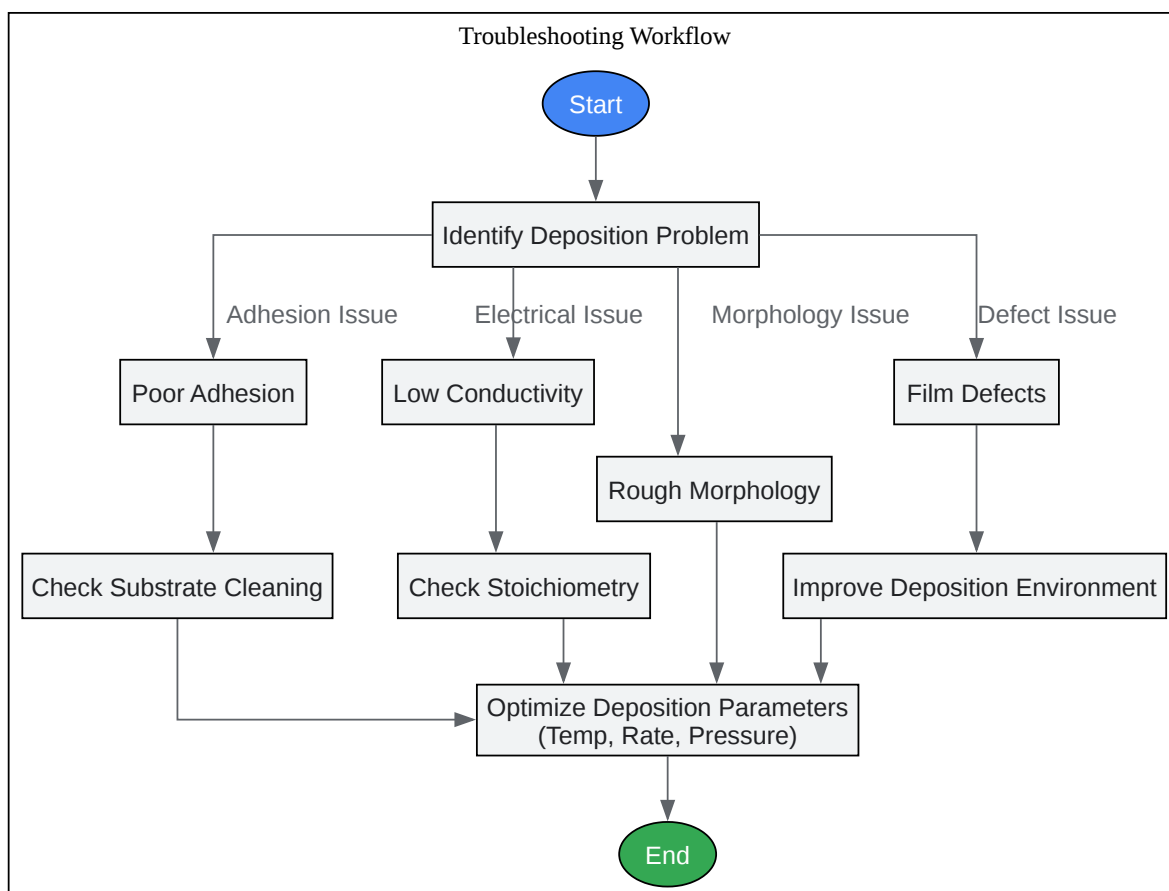 Troubleshooting Workflow
Start
Identify Deposition Problem
Adhesion Issue
Electrical Issue
Morphology Issue
Defect Issue
Poor Adhesion
Low Conductivity
Film Defects
Rough Morphology
Check Substrate Cleaning
Check Stoichiometry
Improve Deposition Environment
Optimize Deposition Parameters
(Temp, Rate, Pressure)
End